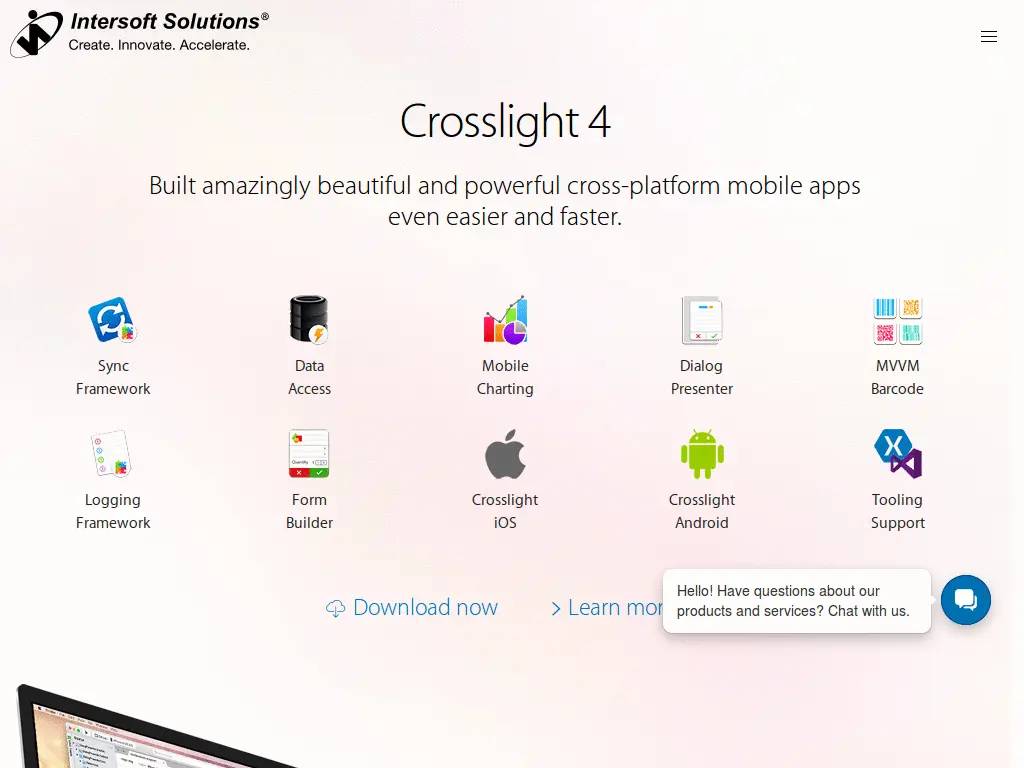 Intersoft Solutions®
Create. Innovate. Accelerate.
Crosslight 4
Built amazingly beautiful and powerful cross-platform mobile apps
even easier and faster.
Sync
Framework
Data
Access
Mobile
Charting
Dialog
Presenter
MVVM
Barcode
Logging
Framework
Form
Builder
Crosslight
iOS
Crosslight
Android
Tooling
Support
Download now
Learn mor
Hello! Have questions about our
products and services? Chat with us.